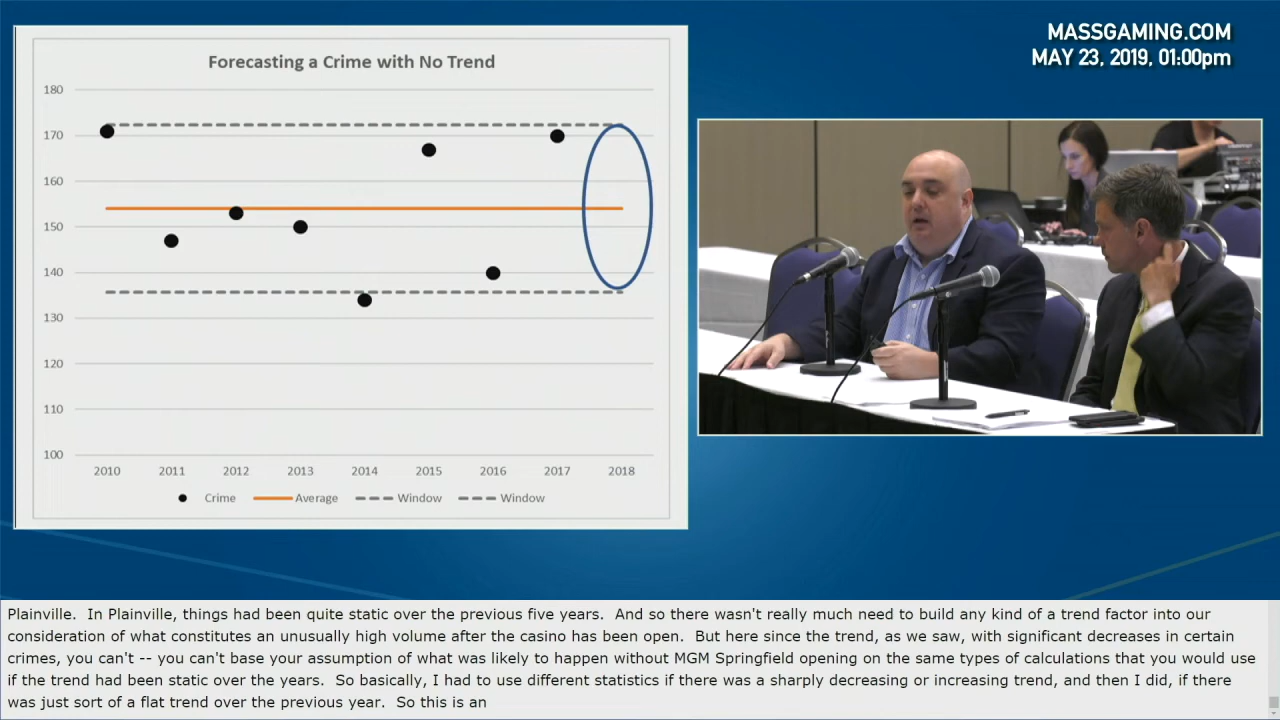 MASSGAMING.COM
MAY 23, 2019, 01:00pm
Forecasting a Crime with No Trend
180
170
160
150
140
130
120
110
100
2010 2011 2012 2013 2014 2015 2016 2017 2018
Crime Average Window Window
Plainville. In Plainville, things had been quite static over the previous five years. And so there wasn't really much need to build any kind of a trend factor into our
consideration of what constitutes an unusually high volume after the casino has been open. But here since the trend, as we saw, with significant decreases in certain
crimes, you can't -- you can't base your assumption of what was likely to happen without MGM Springfield opening on the same types of calculations that you would use
if the trend had been static over the years. So basically, I had to use different statistics if there was a sharply decreasing or increasing trend, and then I did, if there
was just sort of a flat trend over the previous year. So this is an